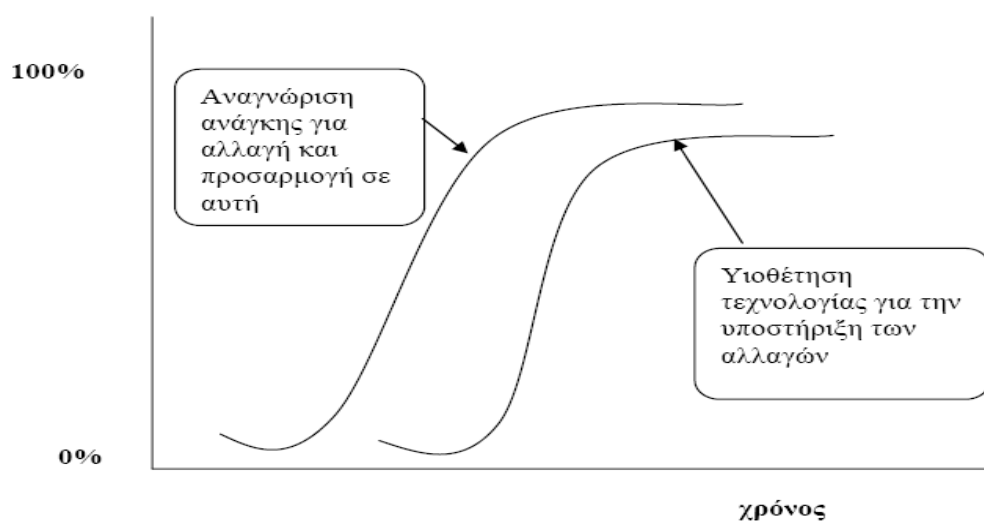 100%
Αναγνώριση
ανάγκης για
αλλαγή και
προσαρμογή σε
αυτή
Υιοθέτηση
τεχνολογίας για την
υποστήριξη των
αλλαγών
0%
χρόνος